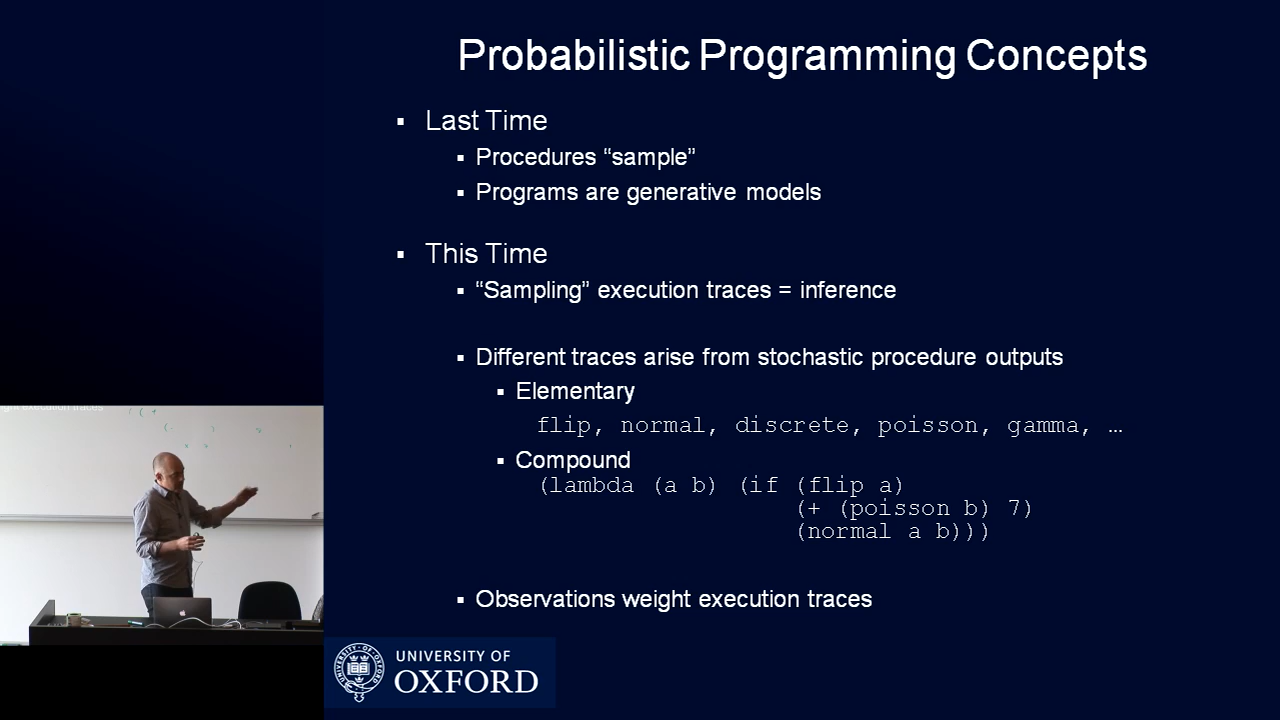 Probabilistic Programming Concepts
▪ Last Time
▪ Procedures “sample”
▪ Programs are generative models
▪ This Time
▪ “Sampling” execution traces = inference
▪ Different traces arise from stochastic procedure outputs
▪ Elementary
flip, normal, discrete, poisson, gamma, …
▪ Compound
(lambda (a b) (if (flip a)
(+ (poisson b) 7)
(normal a b)))
▪ Observations weight execution traces
UNIVERSITY OF
OXFORD
execution traces